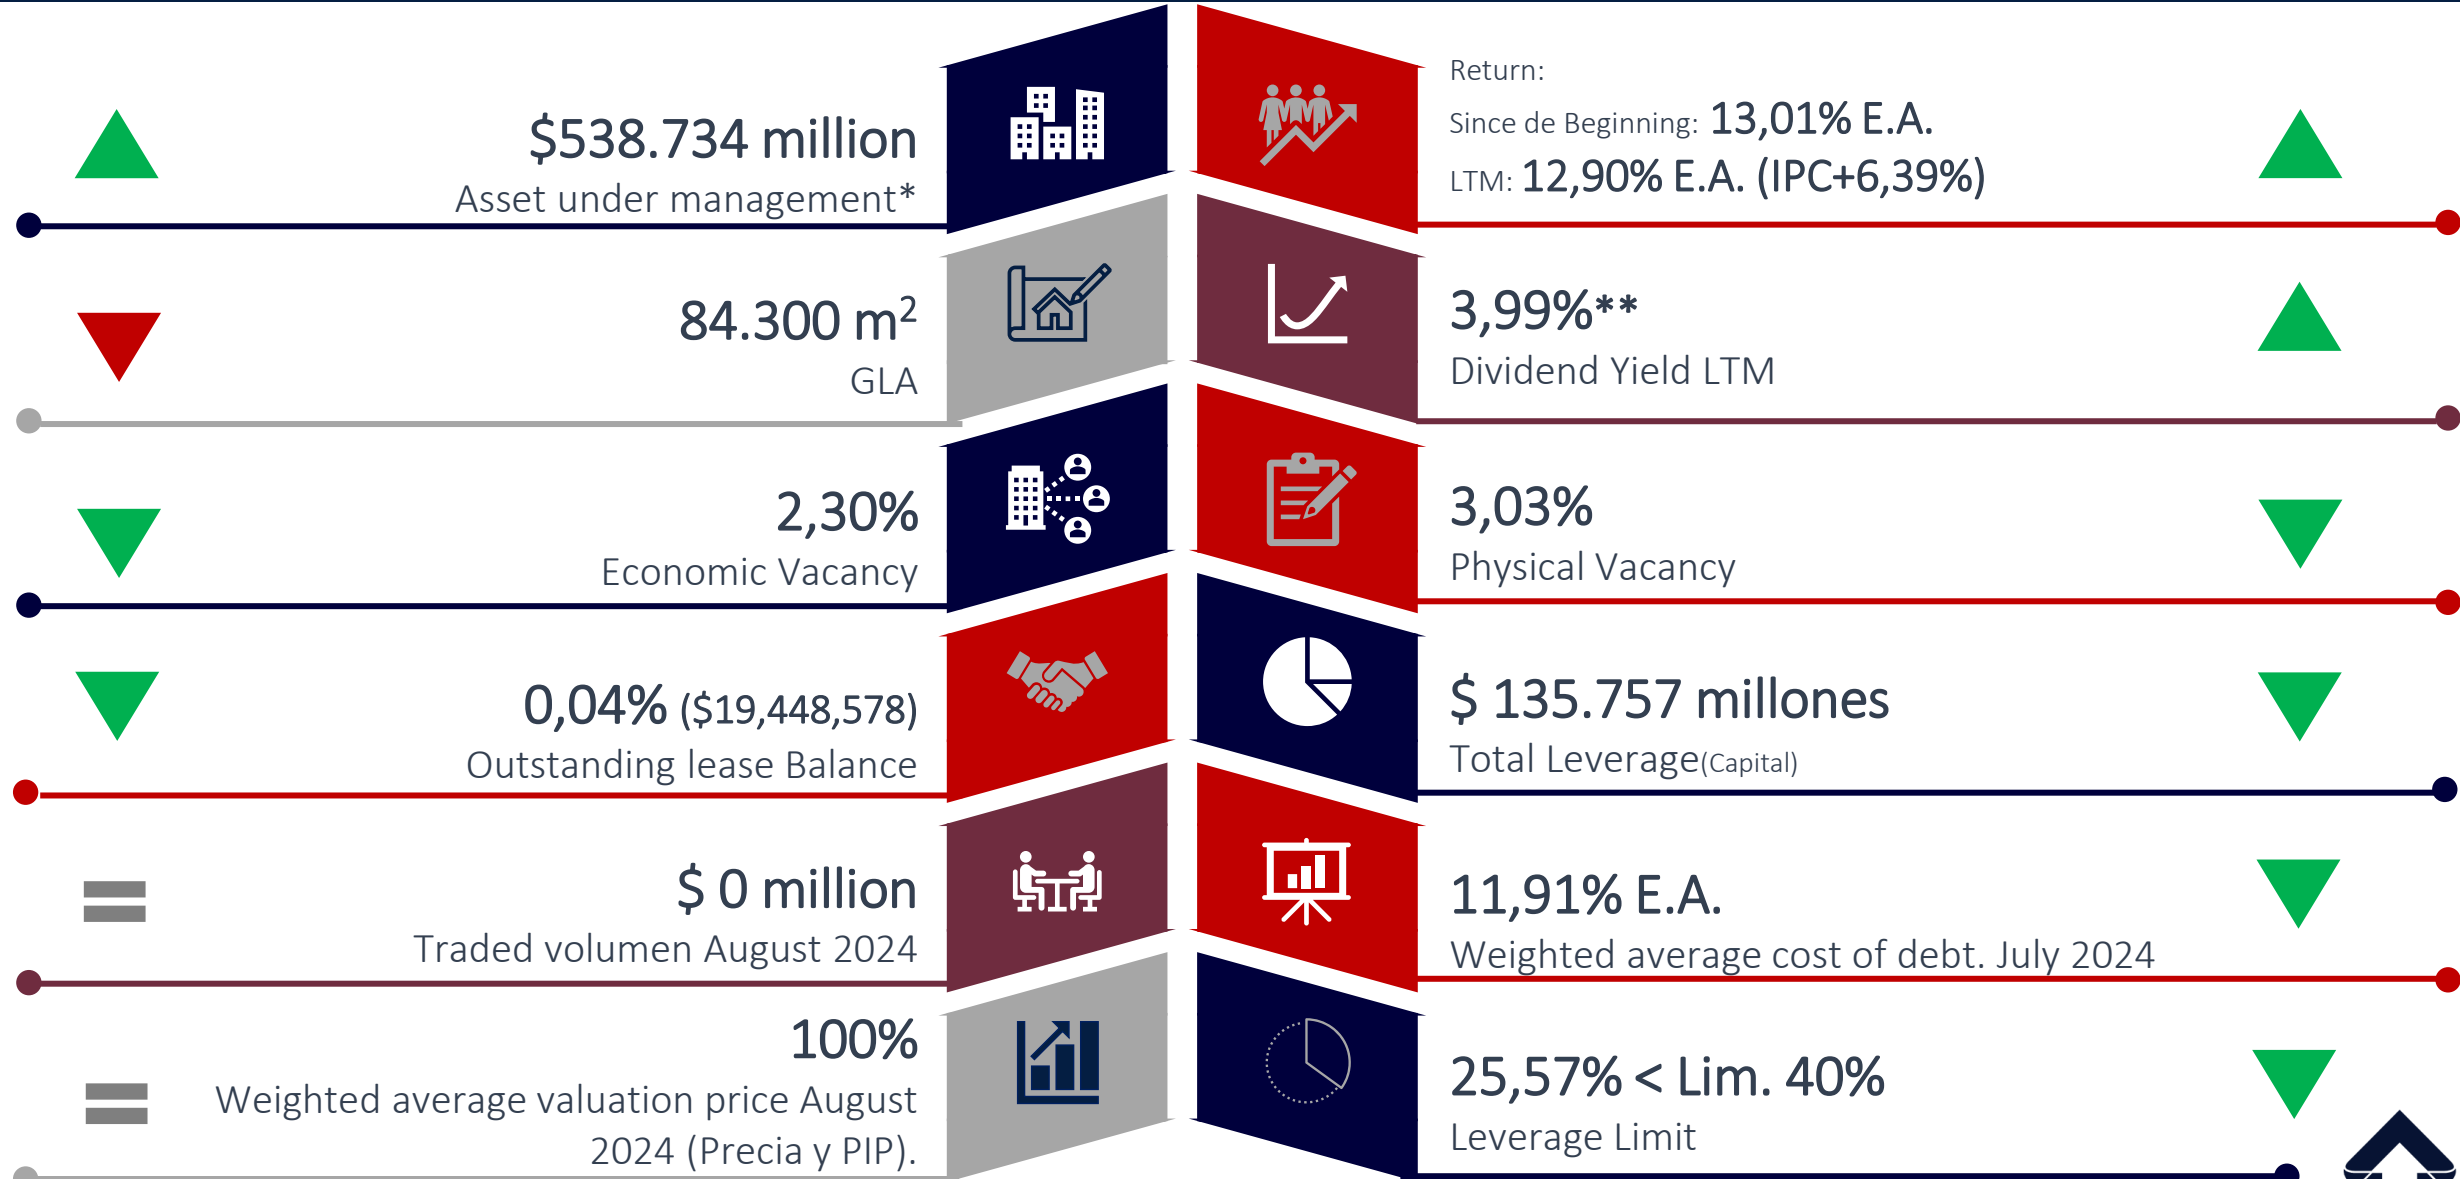 $538.734 million
Asset under management*
84.300 m²
GLA
2,30%
Economic Vacancy
0,04% ($19,448,578)
Outstanding lease Balance
$ 0 million
Traded volumen August 2024
100%
Weighted average valuation price August
2024 (Precia y PIP).
Return:
Since de Beginning: 13,01% E.A.
LTM: 12,90% E.A. (IPC+6,39%)
3,99%**
Dividend Yield LTM
3,03%
Physical Vacancy
$ 135.757 millones
Total Leverage(Capital)
11,91% E.A.
Weighted average cost of debt. July 2024
25,57% < Lim. 40%
Leverage Limit